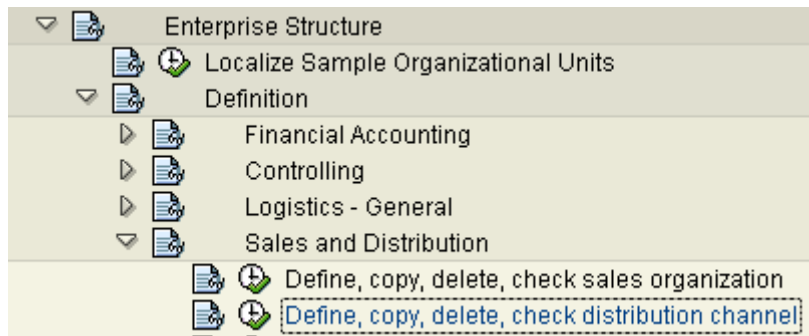 Enterprise Structure
Localize Sample Organizational Units
Definition
Financial Accounting
Controlling
Logistics - General
Sales and Distribution
Define, copy, delete, check sales organization
Define, copy, delete, check distribution channel